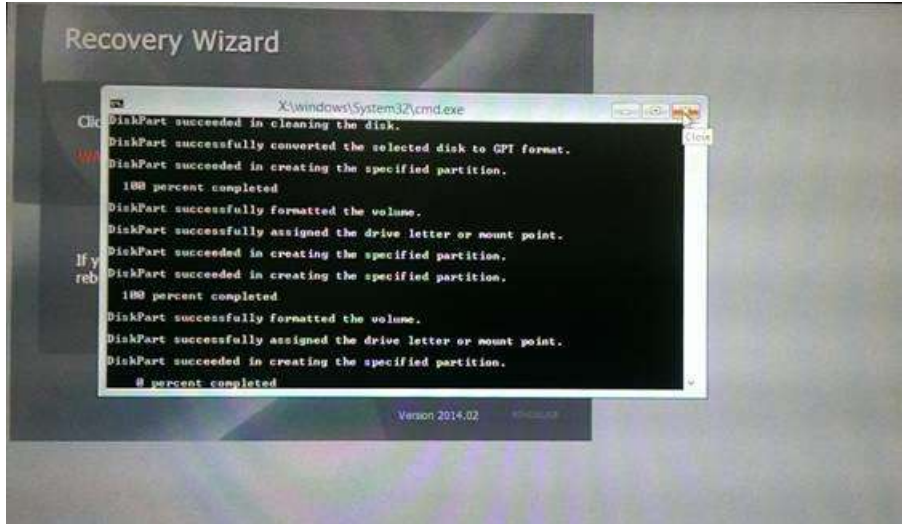 Recovery Wizard
X:\windows\System32\cmd.exe
Clic
DiskPart succeeded in cleaning the disk.
Close
DiskPart successfully converted the selected disk to GPT format.
WA
DiskPart succeeded in creating the specified partition.
100 percent completed
DiskPart successfully formatted the volume.
DiskPart successfully assigned the drive letter or mount point.
If y
DiskPart succeeded in creating the specified partition.
reb
DiskPart succeeded in creating the specified partition.
100 percent completed
DiskPart successfully formatted the volume.
DiskPart successfully assigned the drive letter or mount point.
DiskPart succeeded in creating the specified partition.
0 percent completed
Version 2014.02